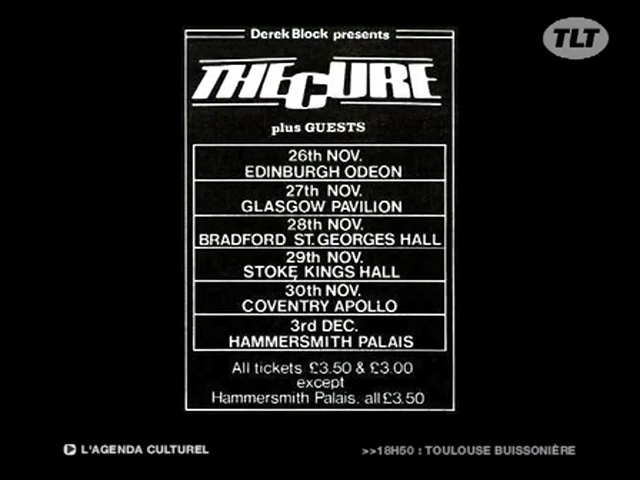 Derek Block presents
TLT
THE CURE
plus GUESTS
26th NOV.
EDINBURGH ODEON
27th NOV.
GLASGOW PAVILION
28th NOV.
BRADFORD ST. GEORGES HALL
29th NOV.
STOKE, KINGS HALL
30th NOV.
COVENTRY APOLLO
3rd DEC.
HAMMERSMITH PALAIS
All tickets £3.50 & £3.00
except
Hammersmith Palais. all £3.50
L'AGENDA CULTUREL
>>18H50 : TOULOUSE BUISSONIÈRE